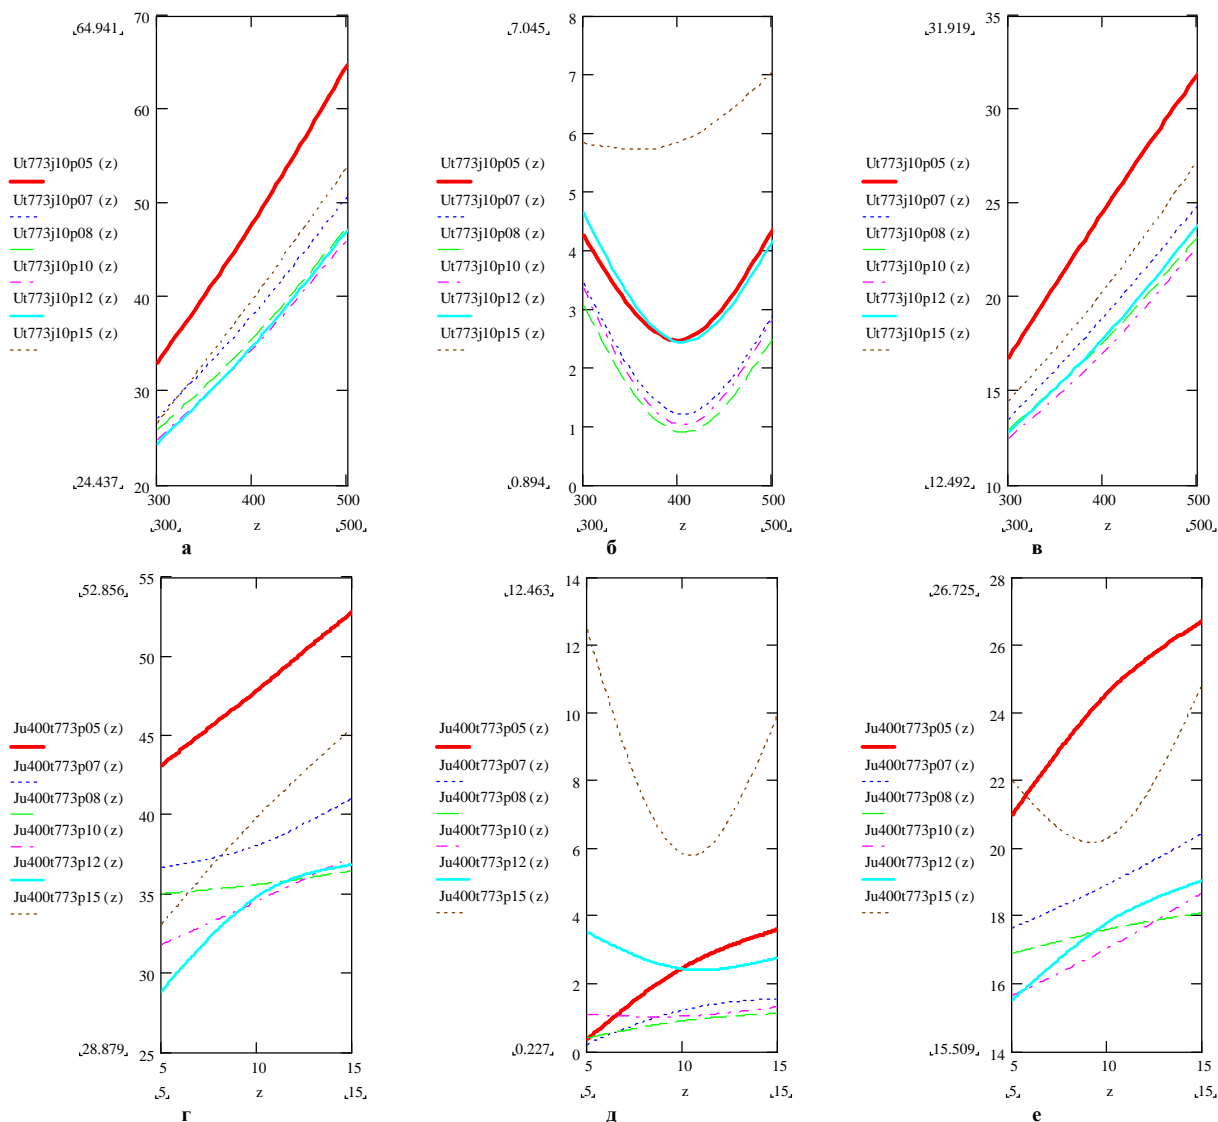 64.941
70
60
50
40
30
20
24.437
Ut773j10p05 (z)
Ut773j10p07 (z)
Ut773j10p08 (z)
Ut773j10p10 (z)
Ut773j10p12 (z)
Ut773j10p15 (z)
300 400 500
300 z 500
а
7.045
8
7
6
5
4
3
2
1
0
0.894
Ut773j10p05 (z)
Ut773j10p07 (z)
Ut773j10p08 (z)
Ut773j10p10 (z)
Ut773j10p12 (z)
Ut773j10p15 (z)
300 400 500
300 z 500
б
31.919
35
30
25
20
15
10
12.492
Ut773j10p05 (z)
Ut773j10p07 (z)
Ut773j10p08 (z)
Ut773j10p10 (z)
Ut773j10p12 (z)
Ut773j10p15 (z)
300 400 500
300 z 500
в
52.856
55
50
45
40
35
30
25
28.879
Ju400t773p05 (z)
Ju400t773p07 (z)
Ju400t773p08 (z)
Ju400t773p10 (z)
Ju400t773p12 (z)
Ju400t773p15 (z)
5 10 15
5 z 15
г
12.463
14
12
10
8
6
4
2
0
0.227
Ju400t773p05 (z)
Ju400t773p07 (z)
Ju400t773p08 (z)
Ju400t773p10 (z)
Ju400t773p12 (z)
Ju400t773p15 (z)
5 10 15
5 z 15
д
26.725
28
26
24
22
20
18
16
14
15.509
Ju400t773p05 (z)
Ju400t773p07 (z)
Ju400t773p08 (z)
Ju400t773p10 (z)
Ju400t773p12 (z)
Ju400t773p15 (z)
5 10 15
5 z 15
е